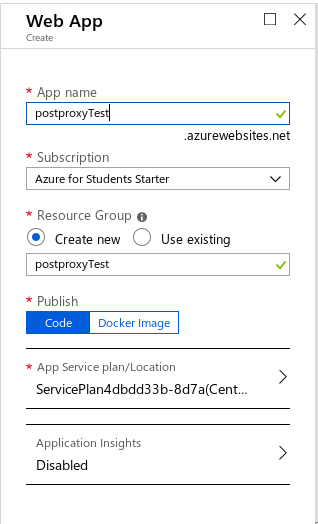 Web App
Create
* App name
postproxyTest
.azurewebsites.net
* Subscription
Azure for Students Starter
* Resource Group
Create new Use existing
postproxyTest
* Publish
Code Docker Image
* App Service plan/Location
ServicePlan4dbdd33b-8d7a(Cent...
Application Insights
Disabled